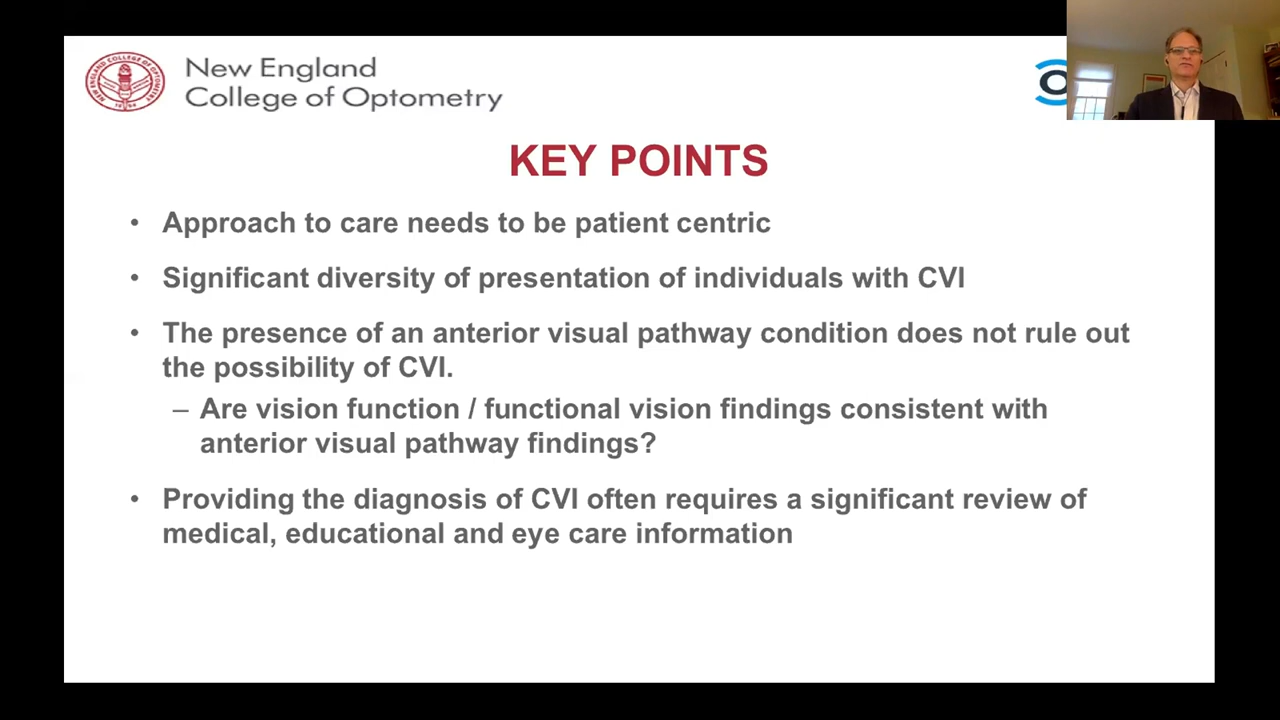 New England
College of Optometry
KEY POINTS
• Approach to care needs to be patient centric
• Significant diversity of presentation of individuals with CVI
• The presence of an anterior visual pathway condition does not rule out
the possibility of CVI.
– Are vision function / functional vision findings consistent with
anterior visual pathway findings?
• Providing the diagnosis of CVI often requires a significant review of
medical, educational and eye care information